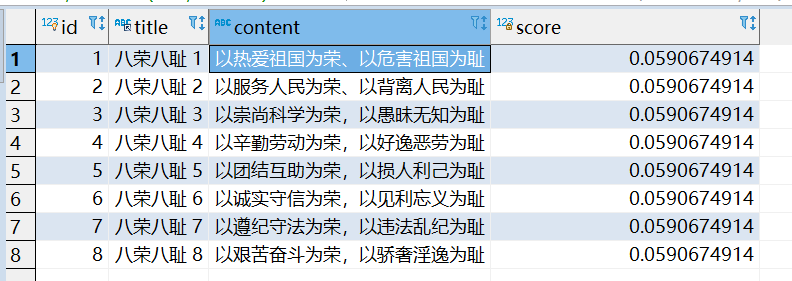 123 id ABC title ABC content 123 score
1 1 八荣八耻 1 以热爱祖国为荣、以危害祖国为耻 0.0590674914
2 2 八荣八耻 2 以服务人民为荣、以背离人民为耻 0.0590674914
3 3 八荣八耻 3 以崇尚科学为荣，以愚昧无知为耻 0.0590674914
4 4 八荣八耻 4 以辛勤劳动为荣，以好逸恶劳为耻 0.0590674914
5 5 八荣八耻 5 以团结互助为荣，以损人利己为耻 0.0590674914
6 6 八荣八耻 6 以诚实守信为荣，以见利忘义为耻 0.0590674914
7 7 八荣八耻 7 以遵纪守法为荣，以违法乱纪为耻 0.0590674914
8 8 八荣八耻 8 以艰苦奋斗为荣，以骄奢淫逸为耻 0.0590674914